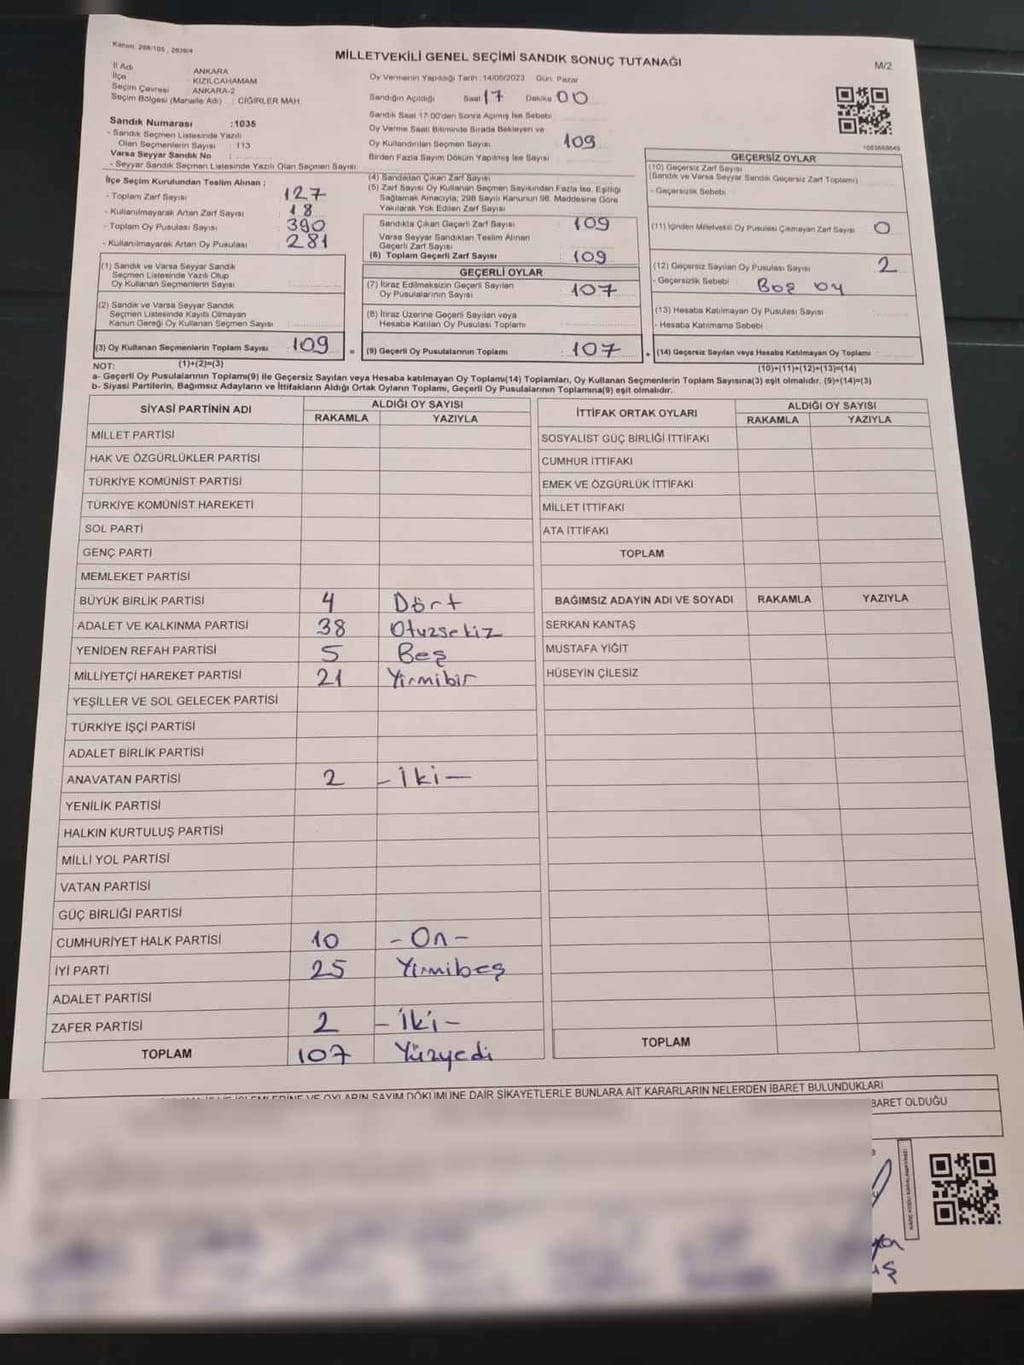 Kanun: 298/105 , 2839/4
MİLLETVEKİLİ GENEL SEÇİMİ SANDIK SONUÇ TUTANAĞI
M/2
İl Adı ANKARA
İlçe KIZILCAHAMAM
Seçim Çevresi ANKARA-2
Seçim Bölgesi (Mahalle Adı) : CİĞİRLER MAH.
Oy Vermenin Yapıldığı Tarih :14/05/2023 Gün: Pazar
Sandığın Açıldığı Saat 17 Dakika 00
Sandık Saat 17:00'den Sonra Açılmış İse Sebebi
Oy Verme Saati Bitiminde Sırada Bekleyen ve
Oy Kullandırılan Seçmen Sayısı 109
Birden Fazla Sayım Döküm Yapılmış İse Sayısı
Sandık Numarası :1035
- Sandık Seçmen Listesinde Yazılı
Olan Seçmenlerin Sayısı : 113
Varsa Seyyar Sandık No
- Seyyar Sandık Seçmen Listesinde Yazılı Olan Seçmen Sayısı
İlçe Seçim Kurulundan Teslim Alınan ;
- Toplam Zarf Sayısı 127
- Kullanılmayarak Artan Zarf Sayısı 18
- Toplam Oy Pusulası Sayısı 390
- Kullanılmayarak Artan Oy Pusulası 281
(1) Sandık ve Varsa Seyyar Sandık
Seçmen Listesinde Yazılı Olup
Oy Kullanan Seçmenlerin Sayısı
(2) Sandık ve Varsa Seyyar Sandık
Seçmen Listesinde Kayıtlı Olmayan
Kanun Gereği Oy Kullanan Seçmen Sayısı
(3) Oy Kullanan Seçmenlerin Toplam Sayısı 109
(1)+(2)=(3)
(4) Sandıktan Çıkan Zarf Sayısı
(5) Zarf Sayısı Oy Kullanan Seçmen Sayısından Fazla İse, Eşitliği
Sağlamak Amacıyla; 298 Sayılı Kanunun 98. Maddesine Göre
Yakılarak Yok Edilen Zarf Sayısı
Sandıkta Çıkan Geçerli Zarf Sayısı 109
Varsa Seyyar Sandıktan Teslim Alınan
Geçerli Zarf Sayısı
(6) Toplam Geçerli Zarf Sayısı 109
GEÇERLİ OYLAR
(7) İtiraz Edilmeksizin Geçerli Sayılan
Oy Pusulalarının Sayısı 107
(8) İtiraz Üzerine Geçerli Sayılan veya
Hesaba Katılan Oy Pusulası Toplamı
= (9) Geçerli Oy Pusulalarının Toplamı 107
GEÇERSİZ OYLAR
(10) Geçersiz Zarf Sayısı
(Sandık ve Varsa Seyyar Sandık Geçersiz Zarf Toplamı)
- Geçersizlik Sebebi
(11) İçinden Milletvekili Oy Pusulası Çıkmayan Zarf Sayısı 0
(12) Geçersiz Sayılan Oy Pusulası Sayısı 2
- Geçersizlik Sebebi Boş oy
(13) Hesaba Katılmayan Oy Pusulası Sayısı
- Hesaba Katılmama Sebebi
+ (14) Geçersiz Sayılan veya Hesaba Katılmayan Oy Toplamı
(10)+(11)+(12)+(13)=(14)
NOT:
a- Geçerli Oy Pusulalarının Toplamı(9) ile Geçersiz Sayılan veya Hesaba katılmayan Oy Toplamı(14) Toplamları, Oy Kullanan Seçmenlerin Toplam Sayısına(3) eşit olmalıdır. (9)+(14)=(3)
b- Siyasi Partilerin, Bağımsız Adayların ve İttifakların Aldığı Ortak Oyların Toplamı, Geçerli Oy Pusulalarının Toplamına(9) eşit olmalıdır.
SİYASİ PARTİNİN ADI ALDIĞI OY SAYISI
RAKAMLA YAZIYLA
MİLLET PARTİSİ
HAK VE ÖZGÜRLÜKLER PARTİSİ
TÜRKİYE KOMÜNİST PARTİSİ
TÜRKİYE KOMÜNİST HAREKETİ
SOL PARTİ
GENÇ PARTİ
MEMLEKET PARTİSİ
BÜYÜK BİRLİK PARTİSİ 4 Dört
ADALET VE KALKINMA PARTİSİ 38 Otuzsekiz
YENİDEN REFAH PARTİSİ 5 Beş
MİLLİYETÇİ HAREKET PARTİSİ 21 Yirmibir
YEŞİLLER VE SOL GELECEK PARTİSİ
TÜRKİYE İŞÇİ PARTİSİ
ADALET BİRLİK PARTİSİ
ANAVATAN PARTİSİ 2 - İki -
YENİLİK PARTİSİ
HALKIN KURTULUŞ PARTİSİ
MİLLİ YOL PARTİSİ
VATAN PARTİSİ
GÜÇ BİRLİĞİ PARTİSİ
CUMHURİYET HALK PARTİSİ 10 - On -
İYİ PARTİ 25 Yirmibeş
ADALET PARTİSİ
ZAFER PARTİSİ 2 - İki -
TOPLAM 107 Yüzyedi
İTTİFAK ORTAK OYLARI ALDIĞI OY SAYISI
RAKAMLA YAZIYLA
SOSYALİST GÜÇ BİRLİĞİ İTTİFAKI
CUMHUR İTTİFAKI
EMEK VE ÖZGÜRLÜK İTTİFAKI
MİLLET İTTİFAKI
ATA İTTİFAKI
TOPLAM
BAĞIMSIZ ADAYIN ADI VE SOYADI RAKAMLA YAZIYLA
SERKAN KANTAŞ
MUSTAFA YİĞİT
HÜSEYİN ÇİLESİZ
TOPLAM
VE OYLARIN SAYIM DÖKÜMÜNE DAİR ŞİKAYETLERLE BUNLARA AİT KARARLARIN NELERDEN İBARET BULUNDUKLARI
BARET OLDUĞU